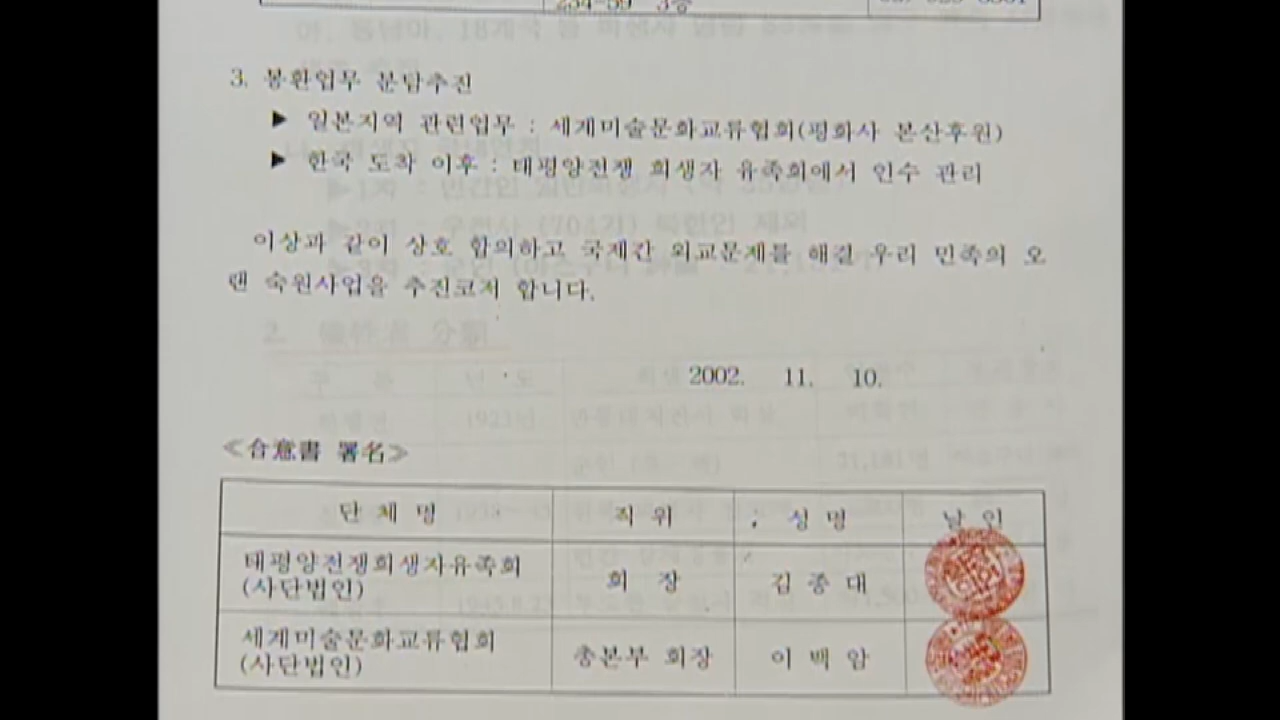 3. 봉환업무 분담추진
▶ 일본지역 관련업무 : 세계미술문화교류협회(평화사 본산후원)
▶ 한국 도착 이후 : 태평양전쟁 희생자 유족회에서 인수 관리
이상과 같이 상호 합의하고 국제간 외교문제를 해결 우리 민족의 오
랜 숙원사업을 추진코저 합니다.
2002. 11. 10.
≪合意書 署名≫
단 체 명 직 위 성 명 날 인
태평양전쟁희생자유족회 (사단법인) 회 장 김 종 대
세계미술문화교류협회 (사단법인) 총본부 회장 이 백 암